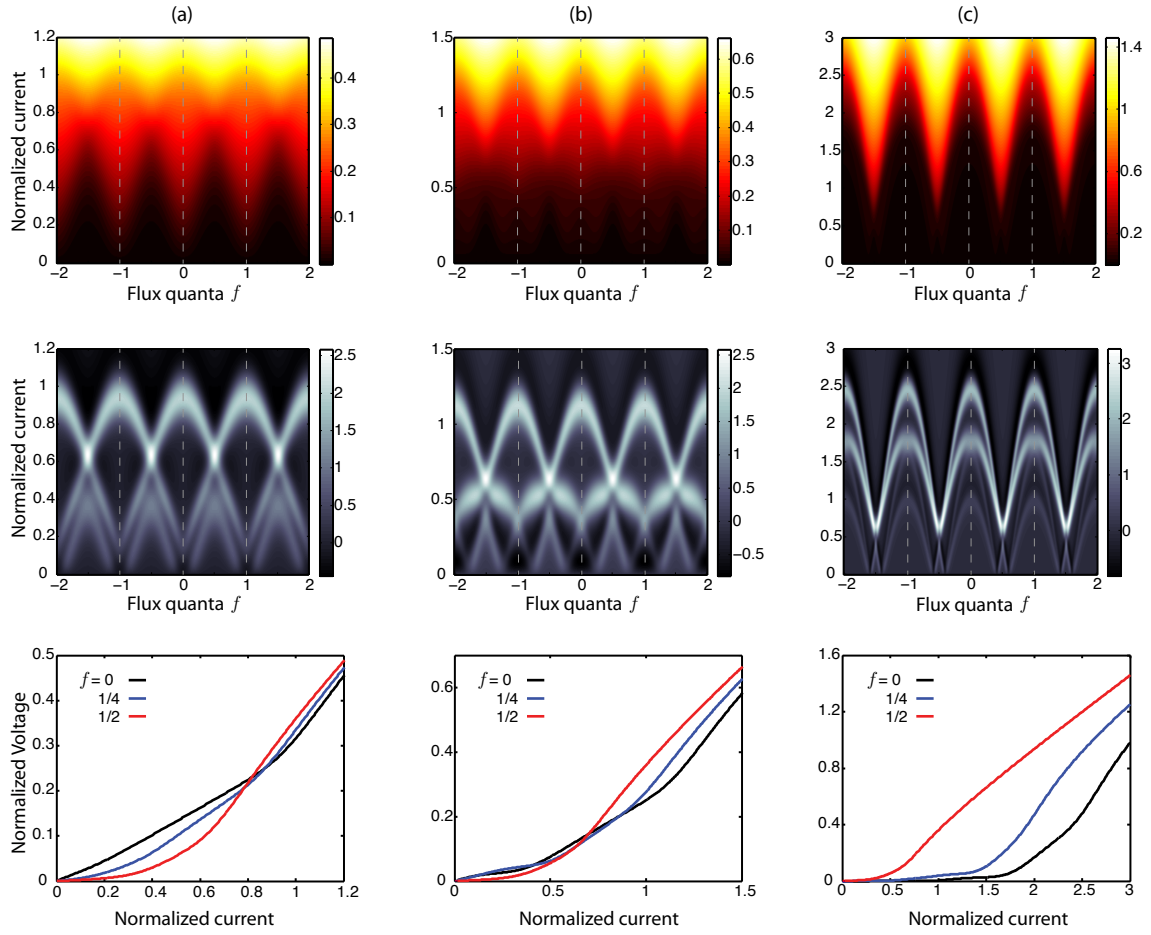 (a) (b) (c)
1.2 1 0.8 0.6 0.4 0.2 0
Normalized current
−2 −1 0 1 2
Flux quanta f
0.4 0.3 0.2 0.1
1.5 1 0.5 0
−2 −1 0 1 2
Flux quanta f
0.6 0.5 0.4 0.3 0.2 0.1
3 2.5 2 1.5 1 0.5 0
−2 −1 0 1 2
Flux quanta f
1.4 1 0.6 0.2
1.2 1 0.8 0.6 0.4 0.2 0
Normalized current
−2 −1 0 1 2
Flux quanta f
2.5 2 1.5 1 0.5 0
1.5 1 0.5 0
−2 −1 0 1 2
Flux quanta f
2.5 2 1.5 1 0.5 0 −0.5
3 2.5 2 1.5 1 0.5 0
−2 −1 0 1 2
Flux quanta f
3 2 1 0
0.5 0.4 0.3 0.2 0.1 0
Normalized Voltage
f = 0
1/4
1/2
0 0.2 0.4 0.6 0.8 1.0 1.2
Normalized current
0.6 0.4 0.2 0
f = 0
1/4
1/2
0 0.5 1 1.5
Normalized current
1.6 1.2 0.8 0.4 0
f = 0
1/4
1/2
0 0.5 1 1.5 2 2.5 3
Normalized current